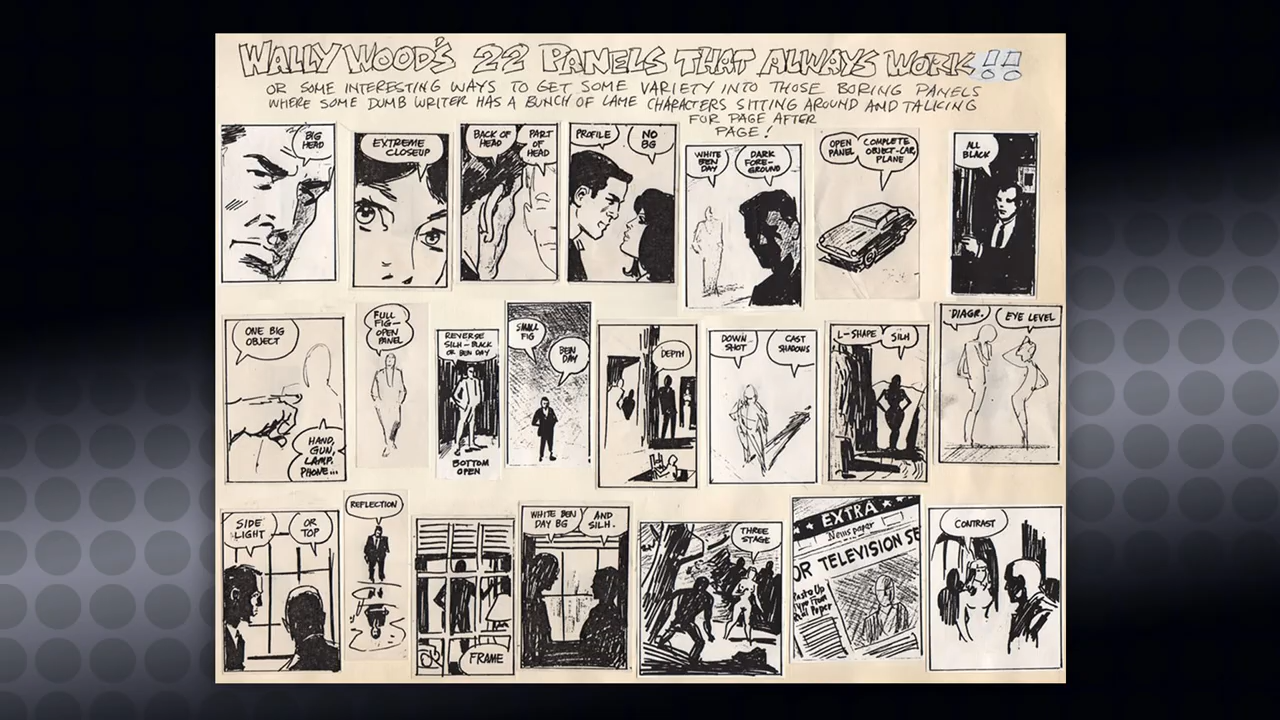 WALLY WOOD'S 22 PANELS THAT ALWAYS WORK!!
OR SOME INTERESTING WAYS TO GET SOME VARIETY INTO THOSE BORING PANELS
WHERE SOME DUMB WRITER HAS A BUNCH OF LAME CHARACTERS SITTING AROUND AND TALKING
FOR PAGE AFTER
PAGE!
BIG
HEAD
EXTREME
CLOSEUP
BACK OF
HEAD
PART
OF
HEAD
PROFILE
NO
BG
WHITE
BEN
DAY
DARK
FORE-
GROUND
OPEN
PANEL
COMPLETE
OBJECT-CAR,
PLANE
ALL
BLACK
ONE BIG
OBJECT
HAND,
GUN,
LAMP,
PHONE...
FULL
FIG-
OPEN
PANEL
REVERSE
SILH-BLACK
OR BEN DAY
BOTTOM
OPEN
SMALL
FIG
BEN
DAY
DEPTH
DOWN
SHOT
CAST
SHADOWS
L-SHAPE
SILH
DIAGR.
EYE LEVEL
SIDE
LIGHT
OR
TOP
REFLECTION
FRAME
WHITE BEN
DAY BG
AND
SILH.
THREE
STAGE
EXTRA
Newspaper
OR TELEVISION SE
Paper
CONTRAST